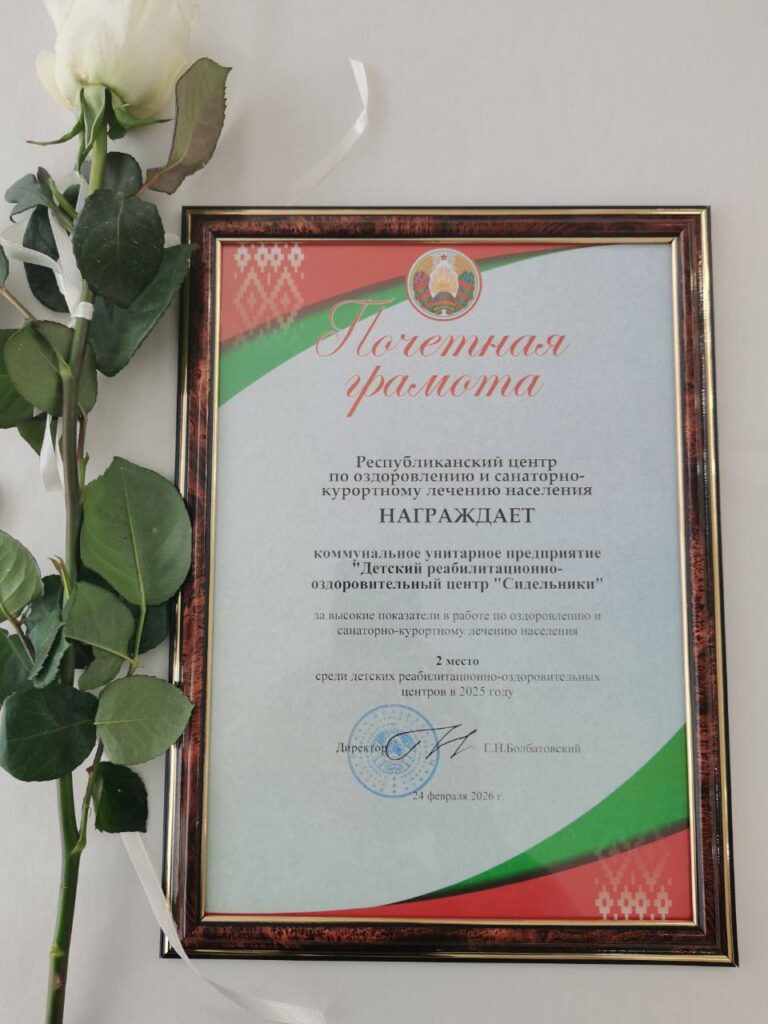 Почетная
грамота
Республиканский центр
по оздоровлению и санаторно-
курортному лечению населения
НАГРАЖДАЕТ
коммунальное унитарное предприятие
"Детский реабилитационно-
оздоровительный центр "Сидельники"
за высокие показатели в работе по оздоровлению и
санаторно-курортному лечению населения
2 место
среди детских реабилитационно-оздоровительных
центров в 2025 году
Директор Г.Н.Болбатовский
24 февраля 2026 г.